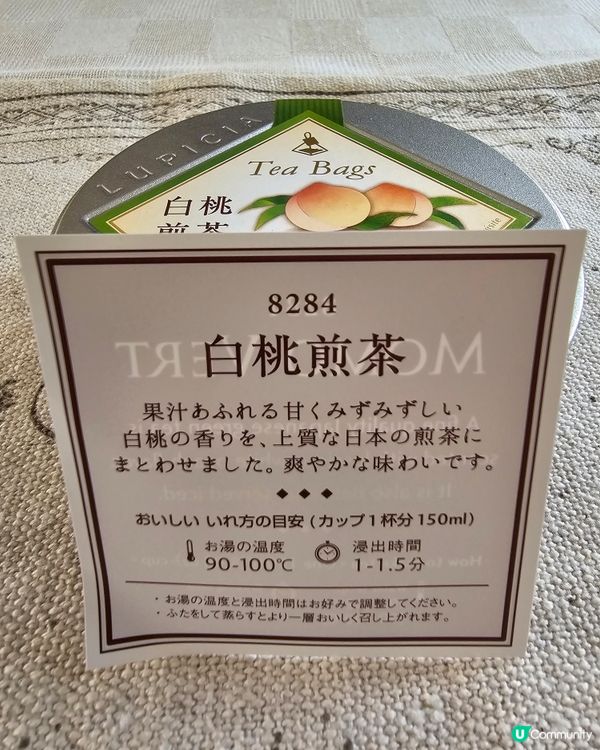 LUPICIA
Tea Bags
白桃
煎茶
8284
白桃煎茶
果汁あふれる甘くみずみずしい
白桃の香りを、上質な日本の煎茶に
まとわせました。爽やかな味わいです。
おいしい いれ方の目安 (カップ1杯分 150ml)
お湯の温度
90-100℃
浸出時間
1-1.5分
・お湯の温度と浸出時間はお好みで調整してください。
・ふたをして蒸らすとより一層おいしく召し上がれます。
U Community